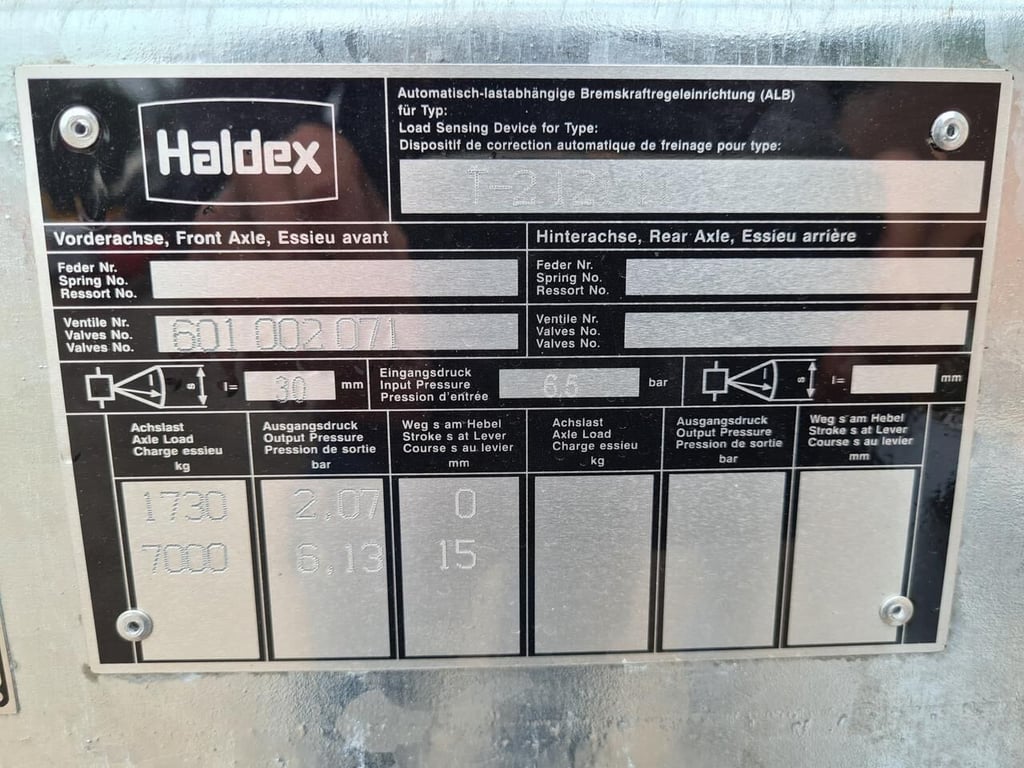 Haldex
Automatisch-lastabhängige Bremskraftregeleinrichtung (ALB)
für Typ:
Load Sensing Device for Type:
Dispositif de correction automatique de freinage pour type:
Vorderachse, Front Axle, Essieu avant
Hinterachse, Rear Axle, Essieu arrière
Feder Nr.
Spring No.
Ressort No.
Feder Nr.
Spring No.
Ressort No.
Ventile Nr.
Valves No.
Valves No.
601 002 071
Ventile Nr.
Valves No.
Valves No.
s
l= 30 mm
Eingangsdruck
Input Pressure
Pression d'entrée
6,5 bar
s
l= mm
Achslast
Axle Load
Charge essieu
kg
Ausgangsdruck
Output Pressure
Pression de sortie
bar
Weg s am Hebel
Stroke s at Lever
Course s au levier
mm
Achslast
Axle Load
Charge essieu
kg
Ausgangsdruck
Output Pressure
Pression de sortie
bar
Weg s am Hebel
Stroke s at Lever
Course s au levier
mm
1730 2,07 0
7000 6,13 15